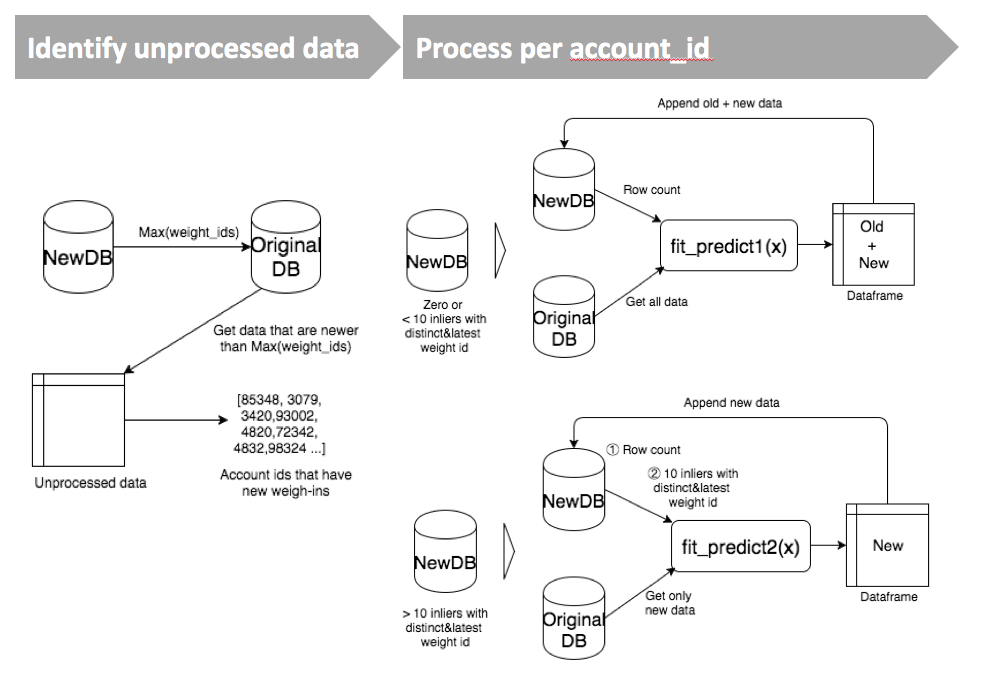 Identify unprocessed data
Process per account_id
NewDB
Max(weight_ids)
Original
DB
Get data that are newer
than Max(weight_ids)
Unprocessed data
[85348, 3079,
3420,93002,
4820,72342,
4832,98324 ...]
Account ids that have
new weigh-ins
NewDB
Zero or
< 10 inliers with
distinct&latest
weight id
Append old + new data
NewDB
Row count
Original
DB
Get all data
fit_predict1(x)
Old
+
New
Dataframe
NewDB
> 10 inliers with
distinct&latest
weight id
Append new data
NewDB
① Row count
② 10 inliers with
distinct&latest
weight id
Original
DB
Get only
new data
fit_predict2(x)
New
Dataframe